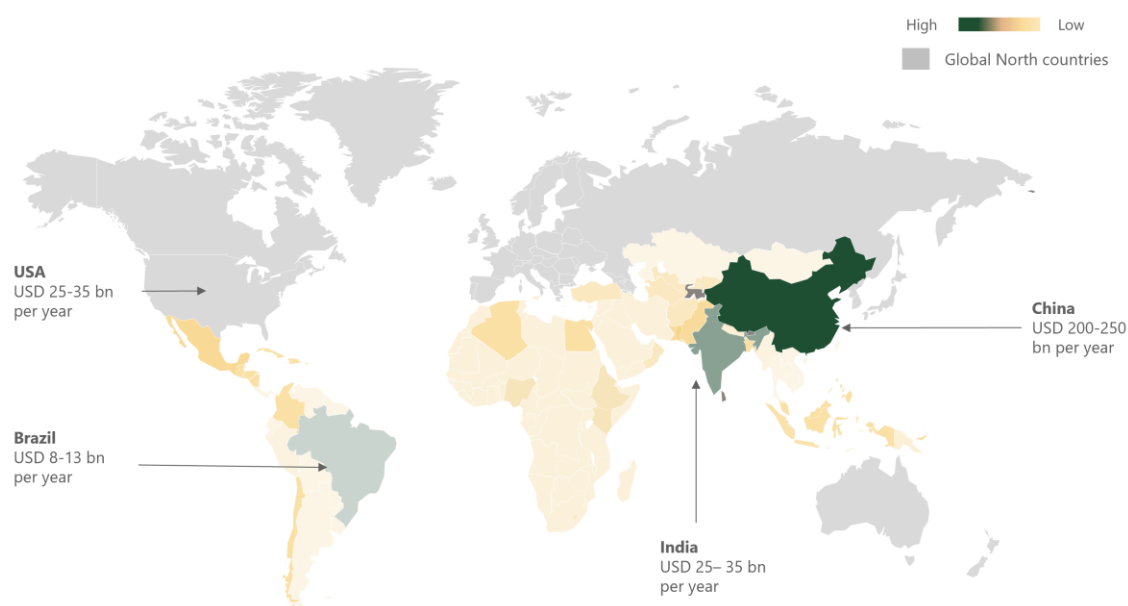 High Low
Global North countries
USA
USD 25-35 bn
per year
China
USD 200-250
bn per year
Brazil
USD 8-13 bn
per year
India
USD 25– 35 bn
per year